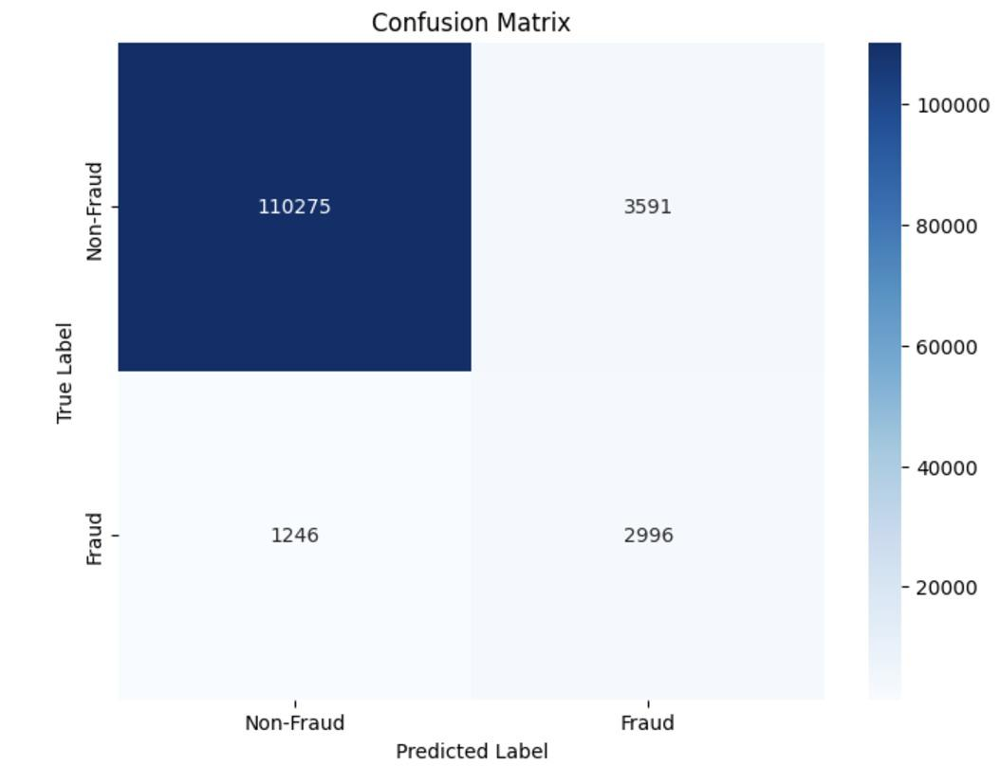 Confusion Matrix
Non-Fraud
110275
3591
True Label
Fraud
1246
2996
Non-Fraud
Fraud
Predicted Label
100000
80000
60000
40000
20000